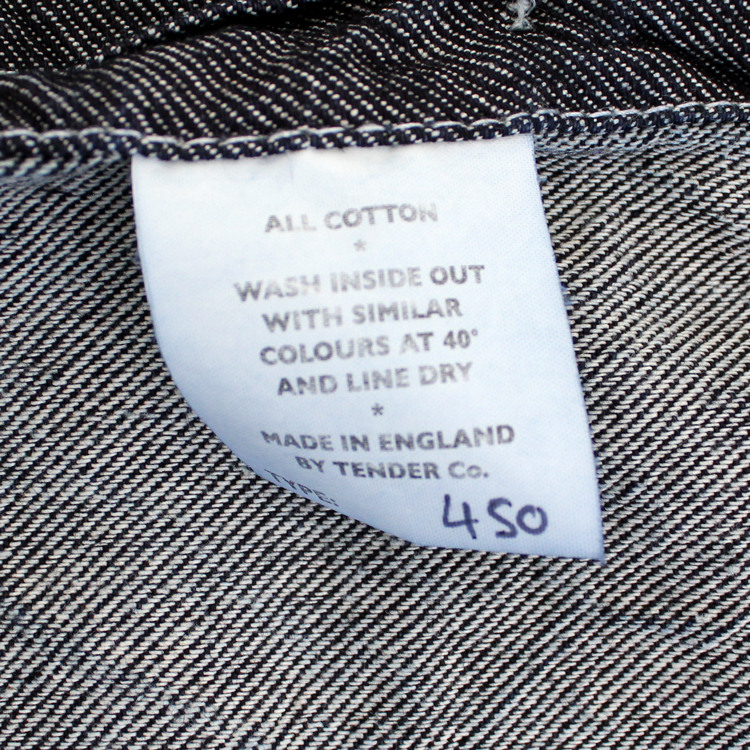 ALL COTTON
*
WASH INSIDE OUT
WITH SIMILAR
COLOURS AT 40°
AND LINE DRY
*
MADE IN ENGLAND
BY TENDER Co.
TYPE: 450